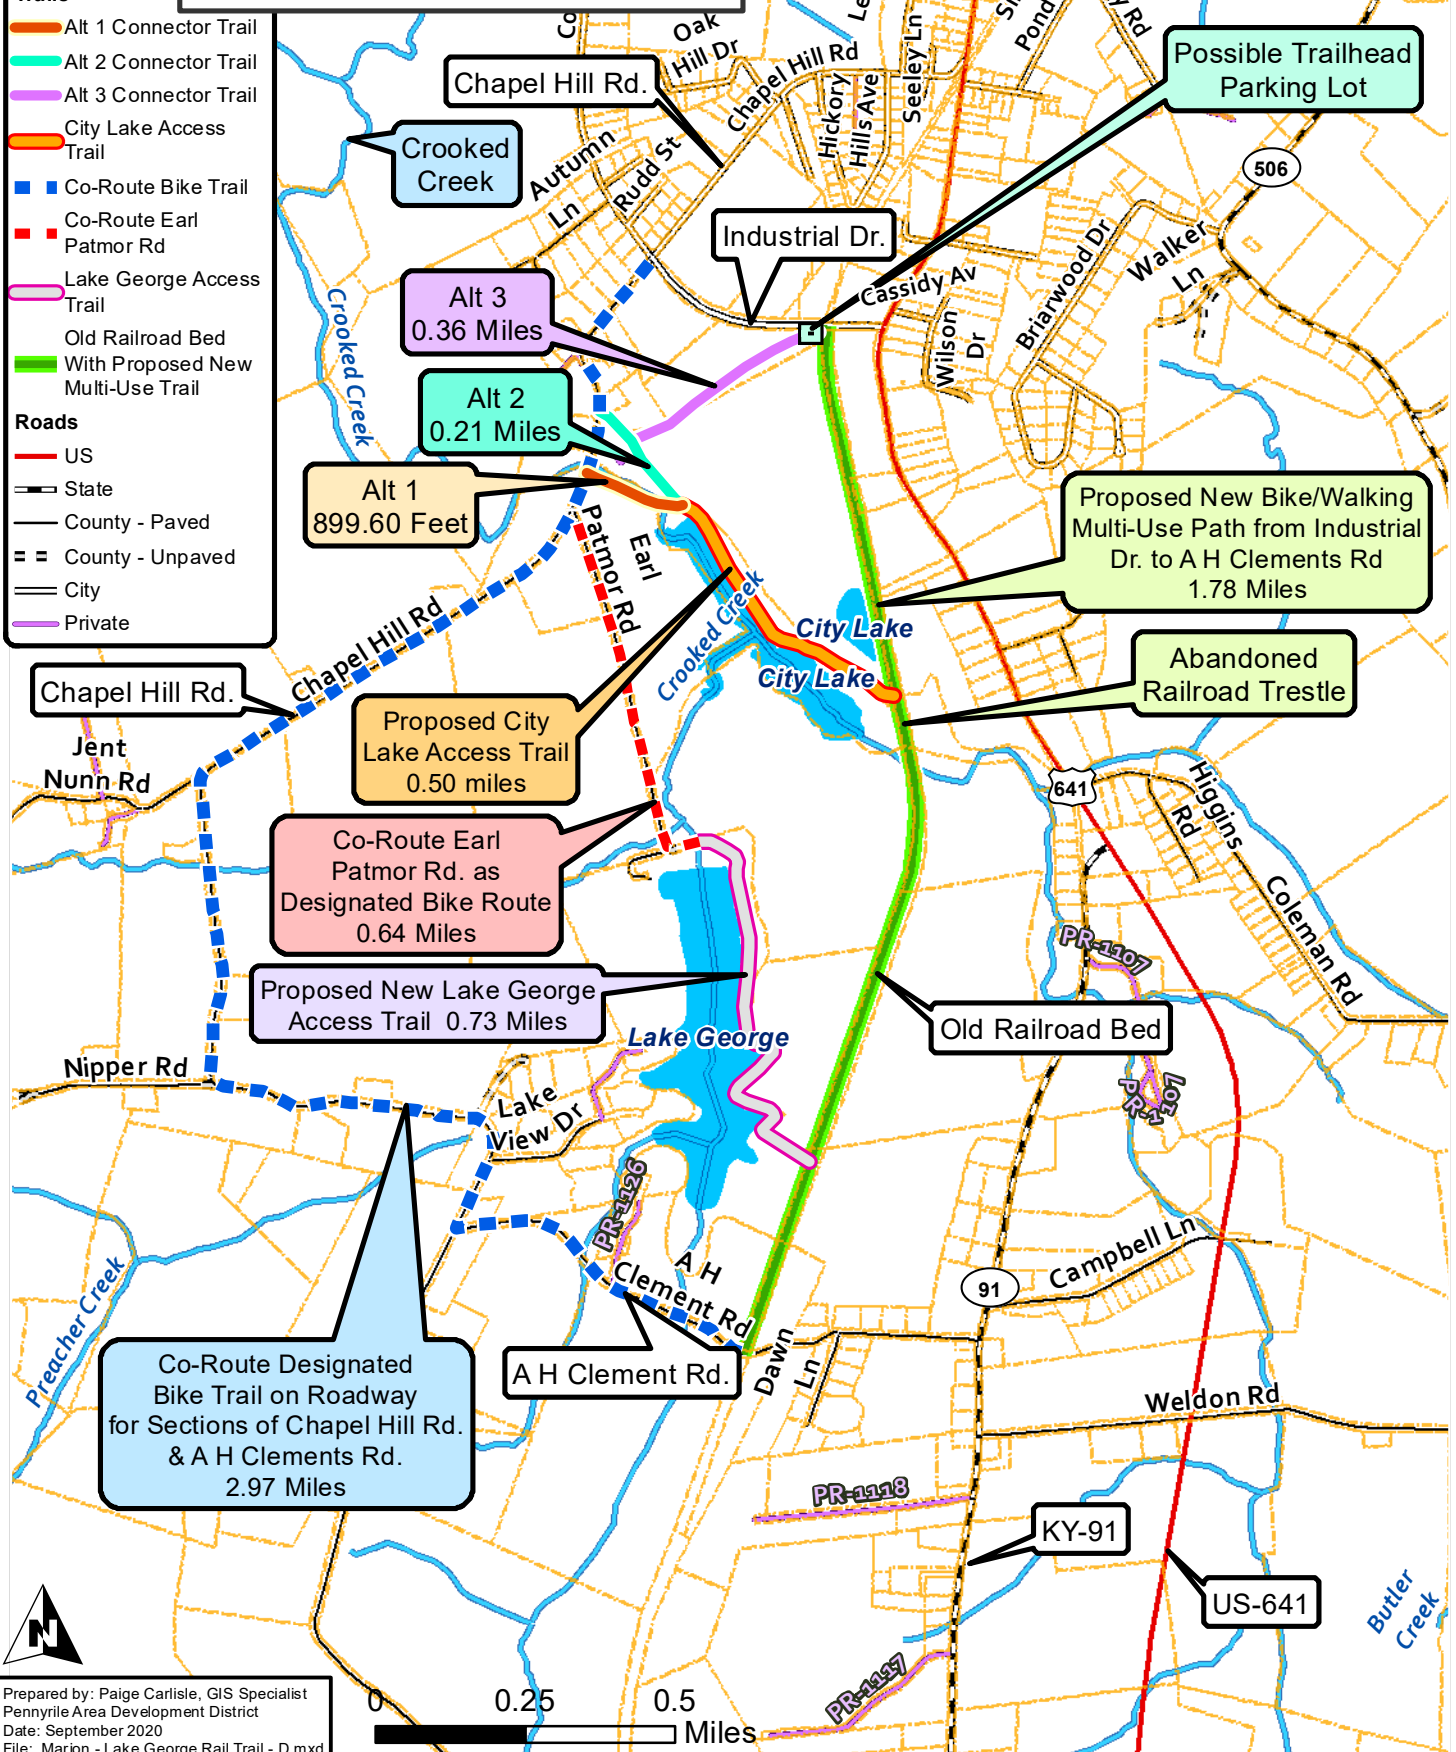 Alt 1 Connector Trail
Alt 2 Connector Trail
Alt 3 Connector Trail
City Lake Access
Trail
Co-Route Bike Trail
Co-Route Earl
Patmor Rd
Lake George Access
Trail
Old Railroad Bed
With Proposed New
Multi-Use Trail
Roads
US
State
County - Paved
County - Unpaved
City
Private
Oak
Hill Dr
Chapel Hill Rd
Hickory
Hills Ave
Seeley Ln
Pond
y Rd
Possible Trailhead
Parking Lot
Chapel Hill Rd.
Crooked
Creek
Autumn
Ln
Rudd St
506
Industrial Dr.
Cassidy Av
Briarwood Dr
Walker
Ln
Wilson
Dr
Crooked Creek
Alt 3
0.36 Miles
Alt 2
0.21 Miles
Alt 1
899.60 Feet
Earl
Patmor Rd
Proposed New Bike/Walking
Multi-Use Path from Industrial
Dr. to A H Clements Rd
1.78 Miles
Crooked Creek
City Lake
City Lake
Abandoned
Railroad Trestle
Chapel Hill Rd
Chapel Hill Rd.
Jent
Nunn Rd
Proposed City
Lake Access Trail
0.50 miles
641
Higgins
Rd
Coleman Rd
Co-Route Earl
Patmor Rd. as
Designated Bike Route
0.64 Miles
PR-1107
Proposed New Lake George
Access Trail 0.73 Miles
Lake George
Old Railroad Bed
Nipper Rd
Lake
View Dr
PR-1126
A H
Clement Rd
91
Campbell Ln
Preacher Creek
Co-Route Designated
Bike Trail on Roadway
for Sections of Chapel Hill Rd.
& A H Clements Rd.
2.97 Miles
A H Clement Rd.
Dawn
Ln
Weldon Rd
PR-1118
KY-91
US-641
Butler
Creek
PR-1117
N
Prepared by: Paige Carlisle, GIS Specialist
Pennyrile Area Development District
Date: September 2020
File: Marion - Lake George Rail Trail - D.mxd
0 0.25 0.5
Miles